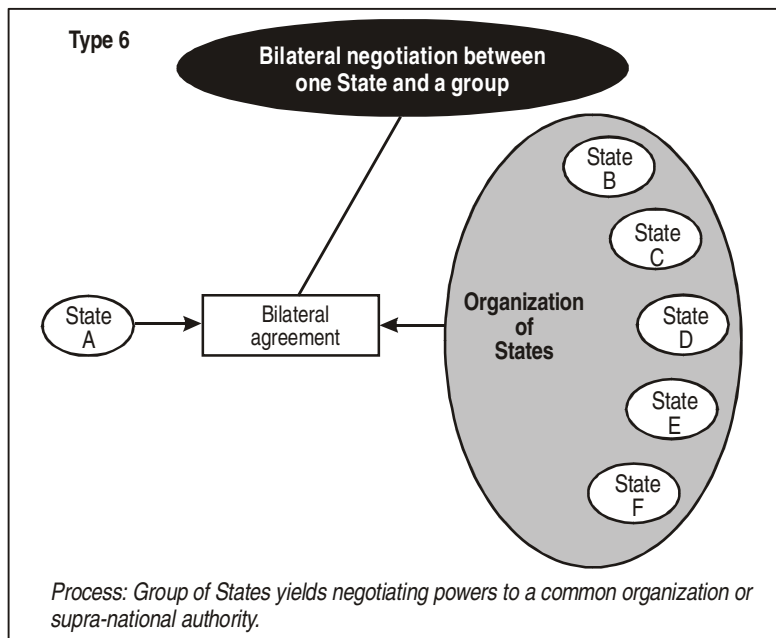 Type 6
Bilateral negotiation between
one State and a group
State
B
State
C
Organization
of
States
State
D
State
E
State
F
State
A
Bilateral
agreement
Process: Group of States yields negotiating powers to a common organization or
supra-national authority.